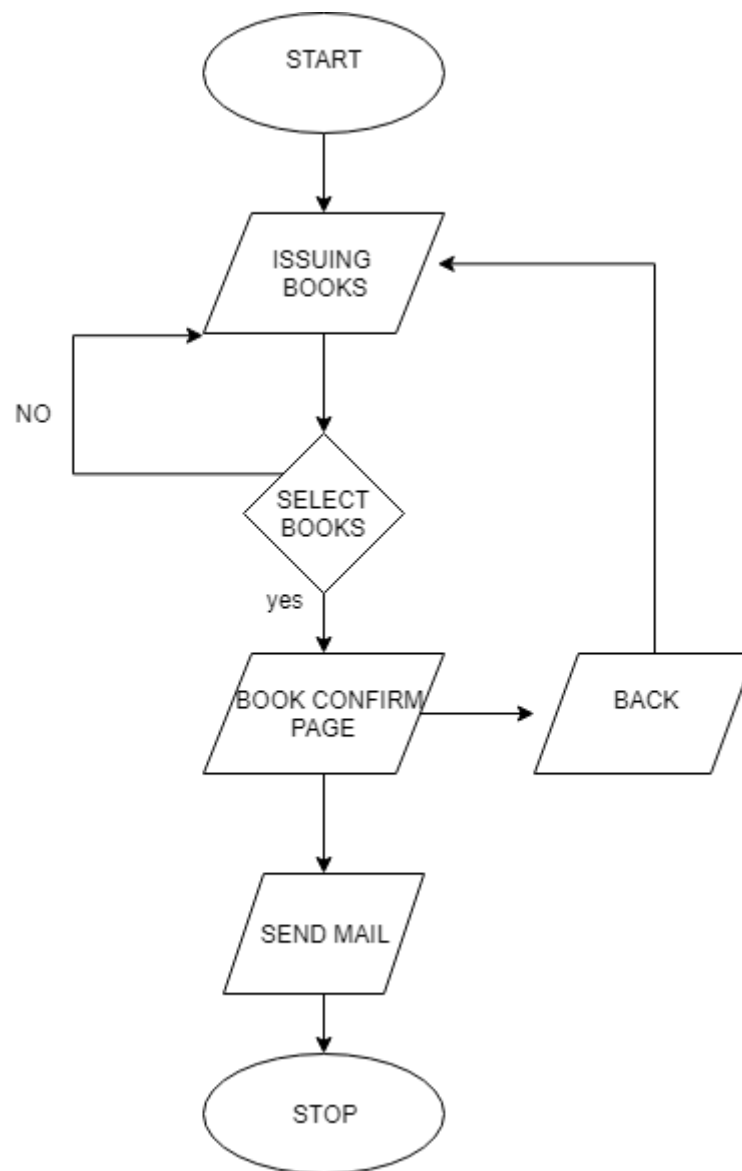 START
ISSUING
BOOKS
NO
SELECT
BOOKS
yes
BOOK CONFIRM
PAGE
BACK
SEND MAIL
STOP